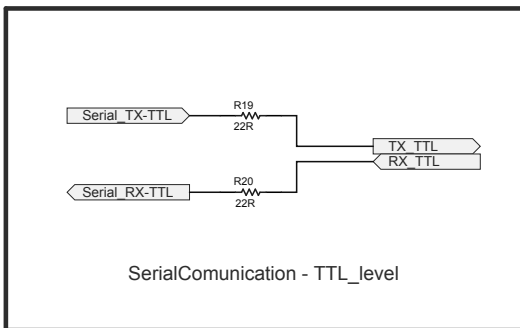 R19
Serial_TX-TTL
22R
TX_TTL
RX_TTL
R20
Serial_RX-TTL
22R
SerialComunication - TTL_level